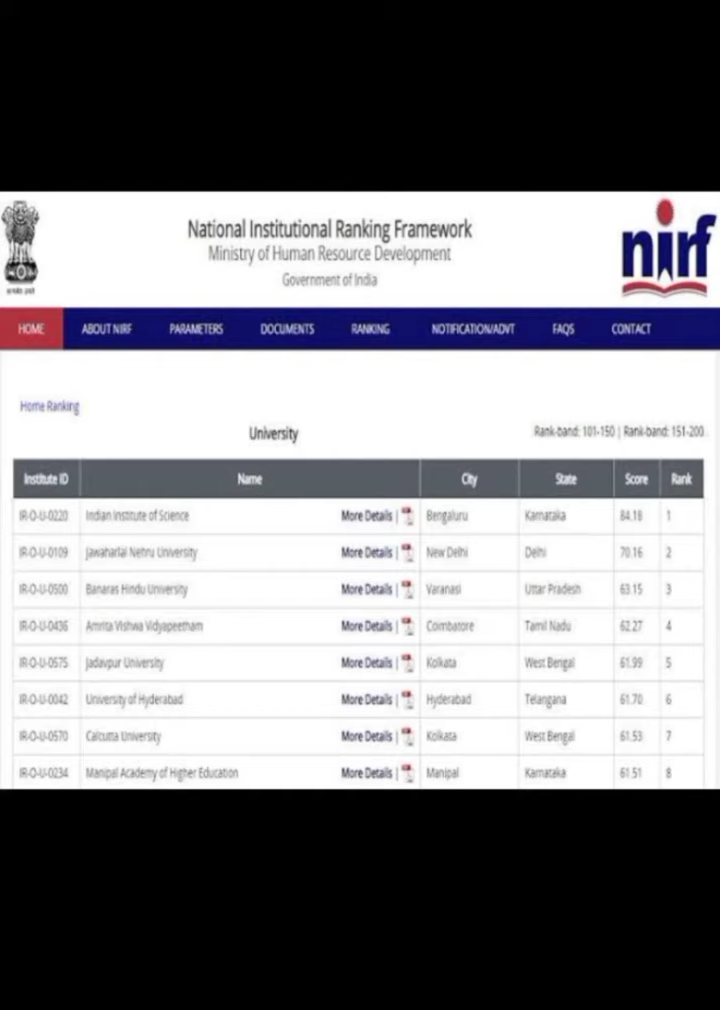 National Institutional Ranking Framework
Ministry of Human Resource Development
Government of India
nirf
HOME ABOUT NIRF PARAMETERS DOCUMENTS RANKING NOTIFICATION/ADVT FAQS CONTACT
Home Ranking
University
Rank-band: 101-150 | Rank-band: 151-200
Institute ID Name City State Score Rank
IR-O-U-0220 Indian Institute of Science More Details | Bengaluru Karnataka 84.18 1
IR-O-U-0109 Jawaharlal Nehru University More Details | New Delhi Delhi 70.16 2
IR-O-U-0500 Banaras Hindu University More Details | Varanasi Uttar Pradesh 63.15 3
IR-O-U-0436 Amrita Vishwa Vidyapeetham More Details | Coimbatore Tamil Nadu 62.27 4
IR-O-U-0575 Jadavpur University More Details | Kolkata West Bengal 61.99 5
IR-O-U-0042 University of Hyderabad More Details | Hyderabad Telangana 61.70 6
IR-O-U-0570 Calcutta University More Details | Kolkata West Bengal 61.53 7
IR-O-U-0234 Manipal Academy of Higher Education More Details | Manipal Karnataka 61.51 8